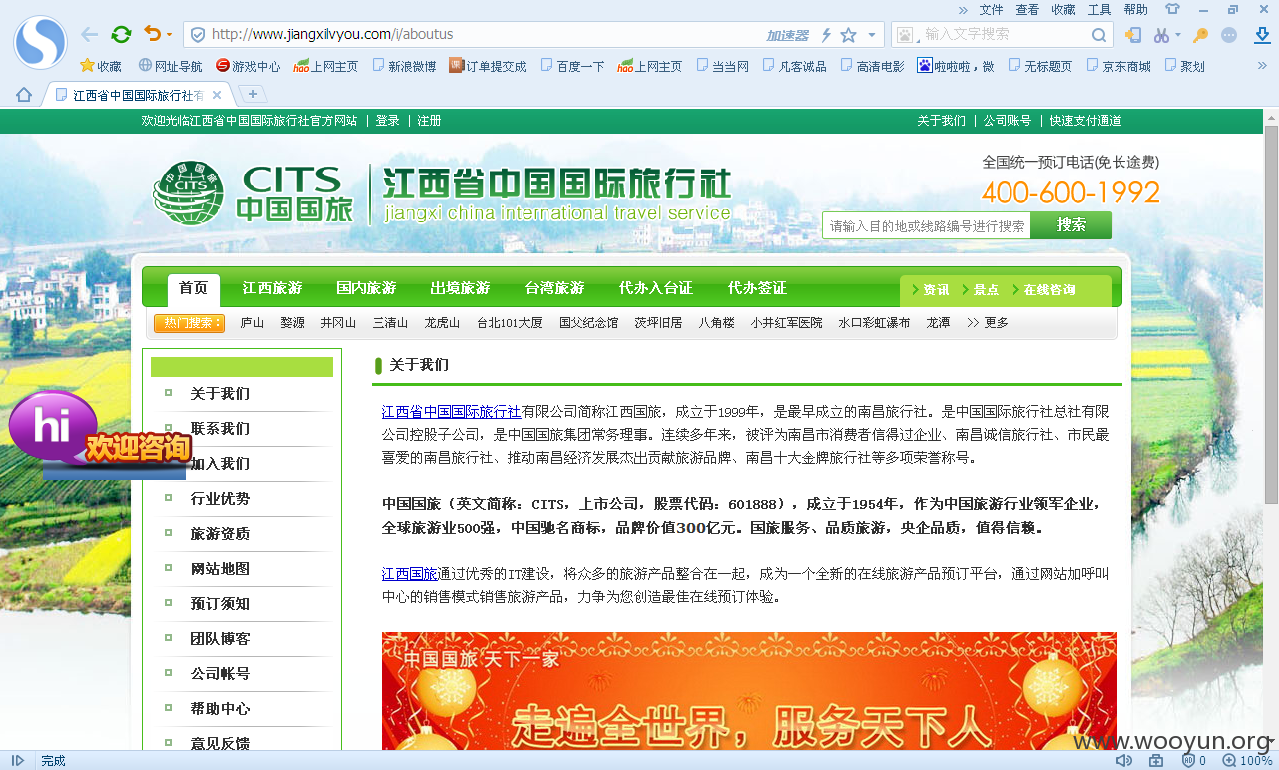 » 文件 查看 收藏 工具 帮助
http://www.jiangxilvyou.com/i/aboutus 加速器 输入文字搜索
收藏 网址导航 游戏中心 hao上网主页 新浪微博 订单提交成 百度一下 hao上网主页 当当网 凡客诚品 高清电影 啦啦啦，微 无标题页 京东商城 聚划 »
江西省中国国际旅行社有
欢迎光临江西省中国国际旅行社官方网站 | 登录 | 注册 关于我们 | 公司账号 | 快速支付通道
全国统一预订电话(免长途费)
400-600-1992
CITS CITS 江西省中国国际旅行社
中国国旅 jiangxi china international travel service
请输入目的地或线路编号进行搜索 搜索
首页 江西旅游 国内旅游 出境旅游 台湾旅游 代办入台证 代办签证 资讯 景点 在线咨询
热门搜索： 庐山 婺源 井冈山 三清山 龙虎山 台北101大厦 国父纪念馆 八角楼 小井红军医院 水口彩虹瀑布 龙潭 >> 更多
关于我们
联系我们
加入我们
行业优势
旅游资质
网站地图
预订须知
团队博客
公司帐号
帮助中心
意见反馈
hi
欢迎咨询
关于我们
江西省中国国际旅行社有限公司简称江西国旅，成立于1999年，是最早成立的南昌旅行社。是中国国际旅行社总社有限
公司控股子公司，是中国国旅集团常务理事。连续多年来，被评为南昌市消费者信得过企业、南昌诚信旅行社、市民最
喜爱的南昌旅行社、推动南昌经济发展杰出贡献旅游品牌、南昌十大金牌旅行社等多项荣誉称号。
中国国旅（英文简称：CITS，上市公司，股票代码：601888），成立于1954年，作为中国旅游行业领军企业，
全球旅游业500强，中国驰名商标，品牌价值300亿元。国旅服务、品质旅游，央企品质，值得信赖。
江西国旅通过优秀的IT建设，将众多的旅游产品整合在一起，成为一个全新的在线旅游产品预订平台，通过网站加呼叫
中心的销售模式销售旅游产品，力争为您创造最佳在线预订体验。
中国国旅 天下一家
走遍全世界，服务天下人
www.wooyun.org
完成 0 100%